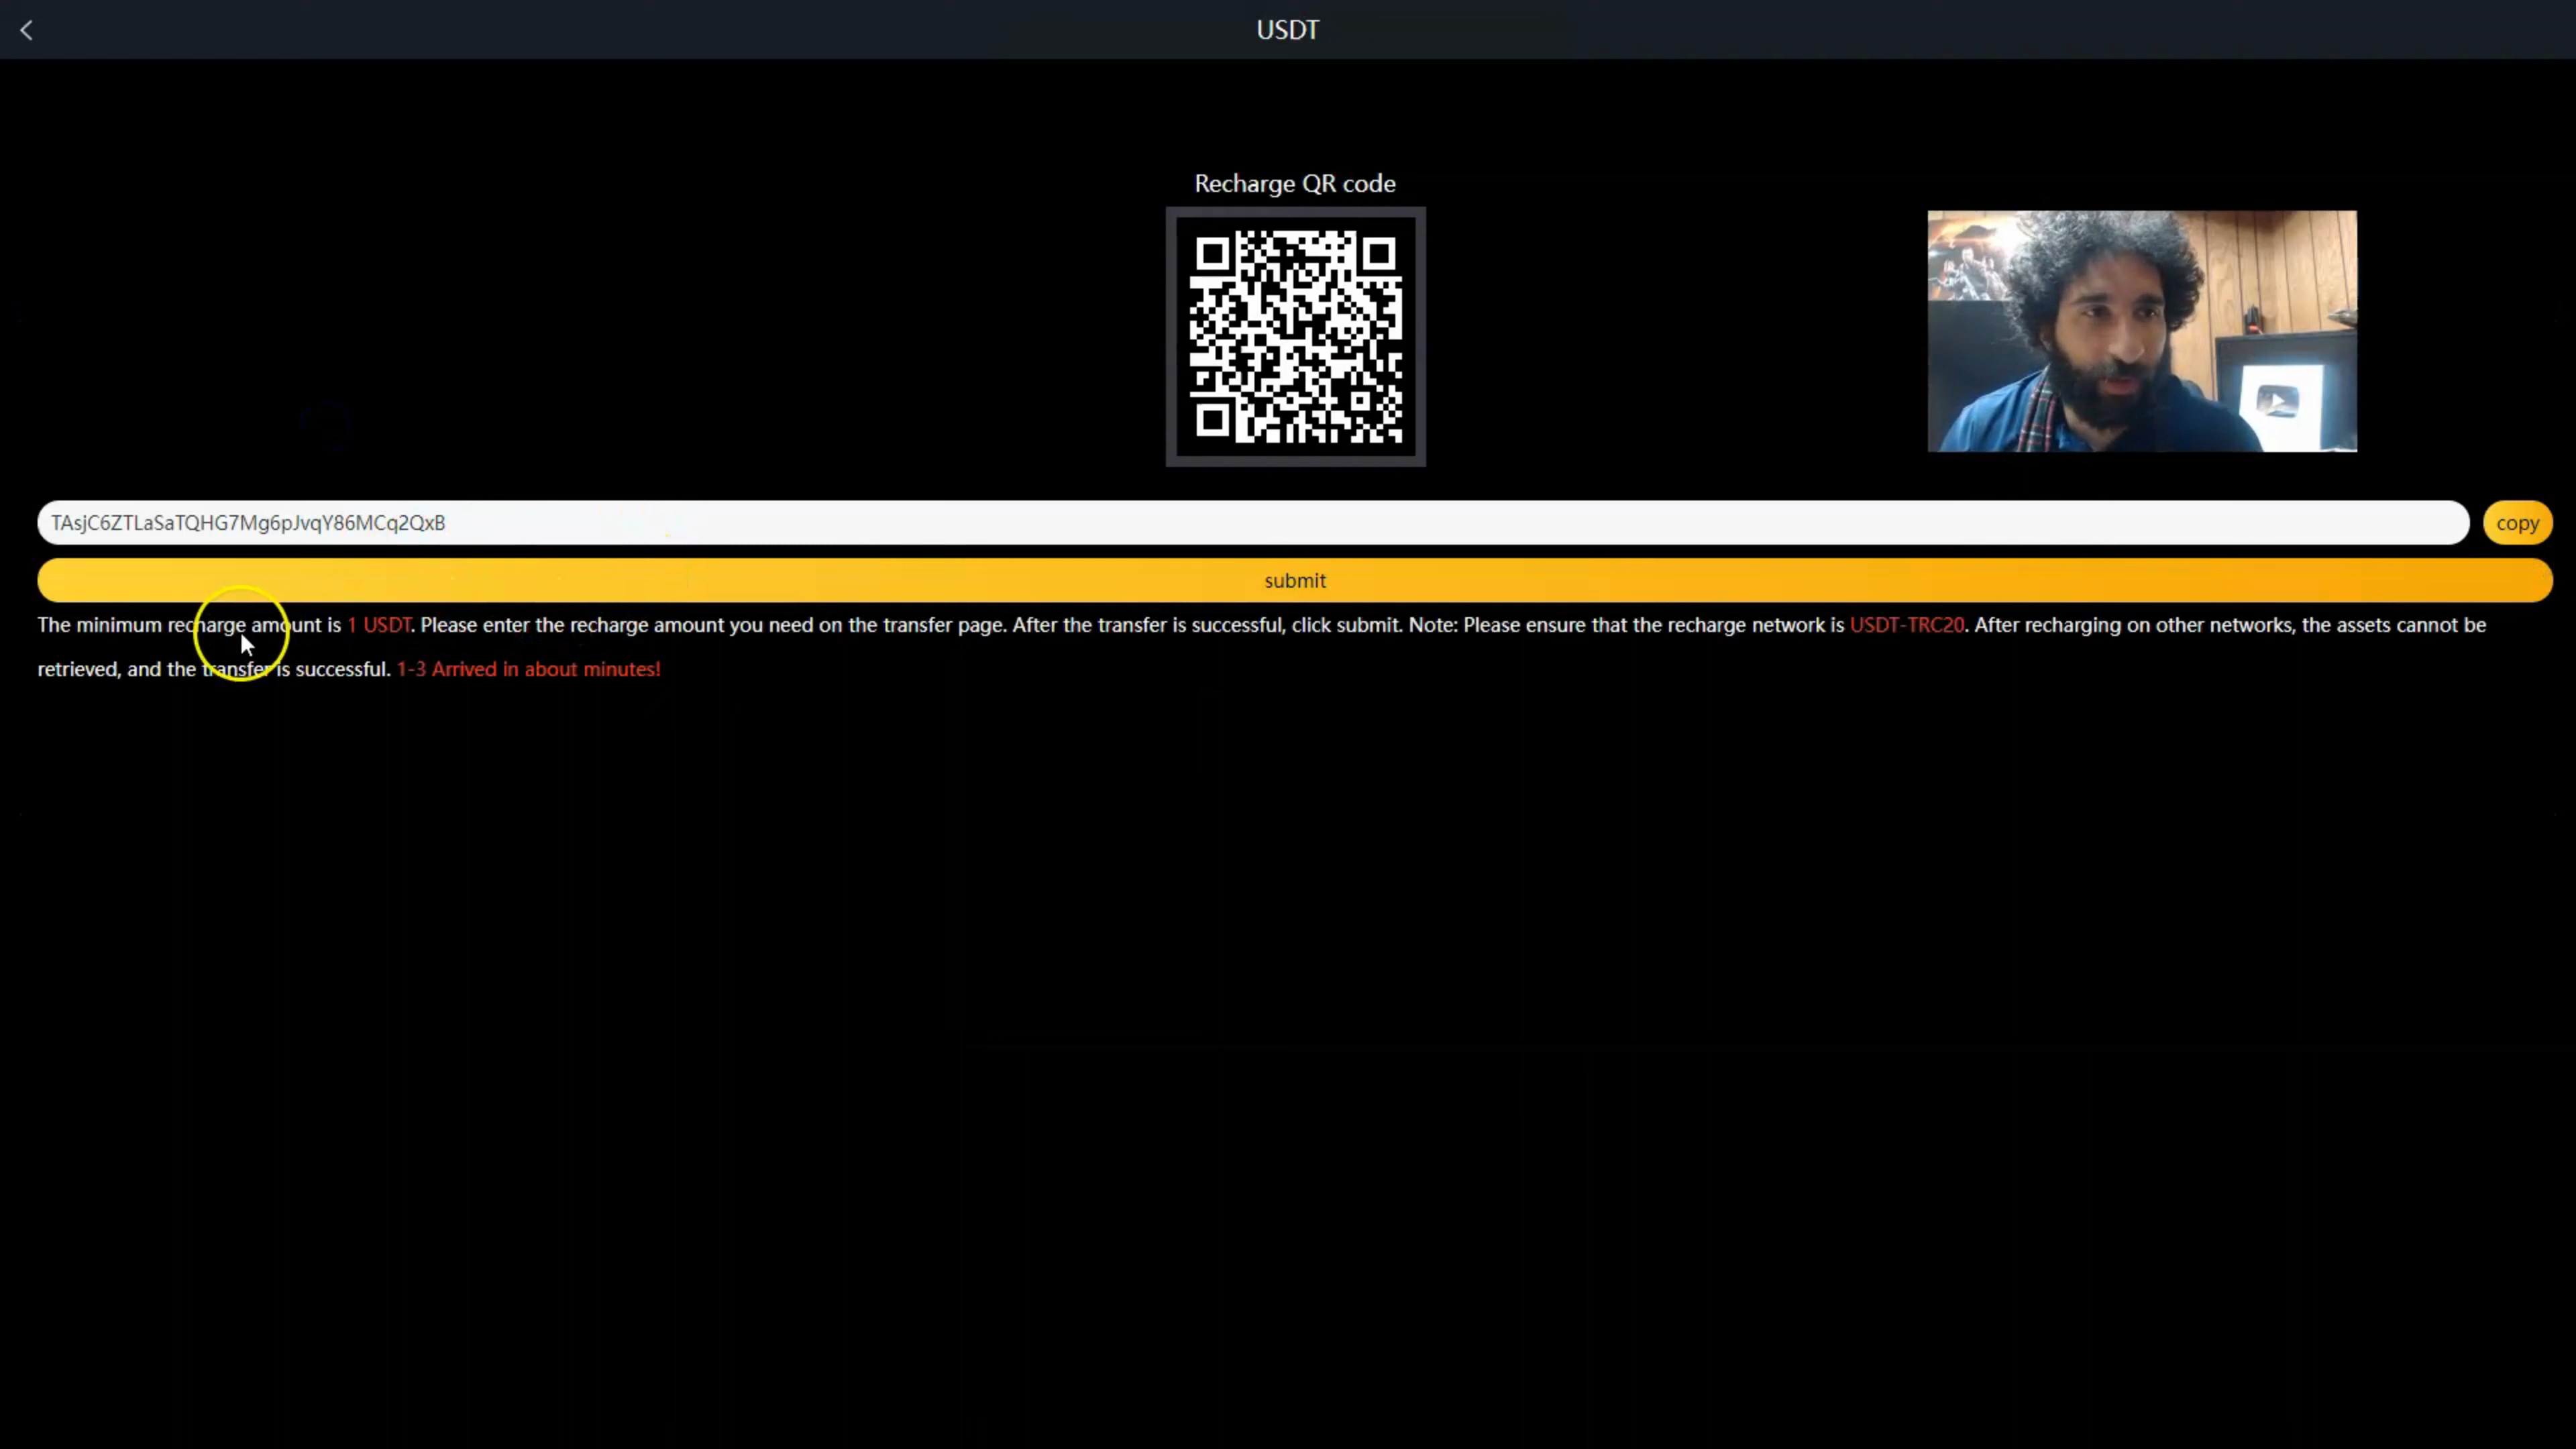 USDT
Recharge QR code
TAsjC6ZTLaSaTQHG7Mg6pJvqY86MCq2QxB
copy
submit
The minimum recharge amount is 1 USDT. Please enter the recharge amount you need on the transfer page. After the transfer is successful, click submit. Note: Please ensure that the recharge network is USDT-TRC20. After recharging on other networks, the assets cannot be
retrieved, and the transfer is successful. 1-3 Arrived in about minutes!